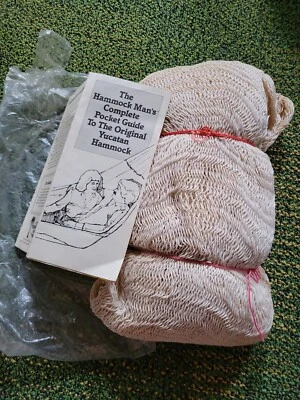 The
Hammock Man's
Complete
Pocket Guide
To The Original
Yucatan
Hammock